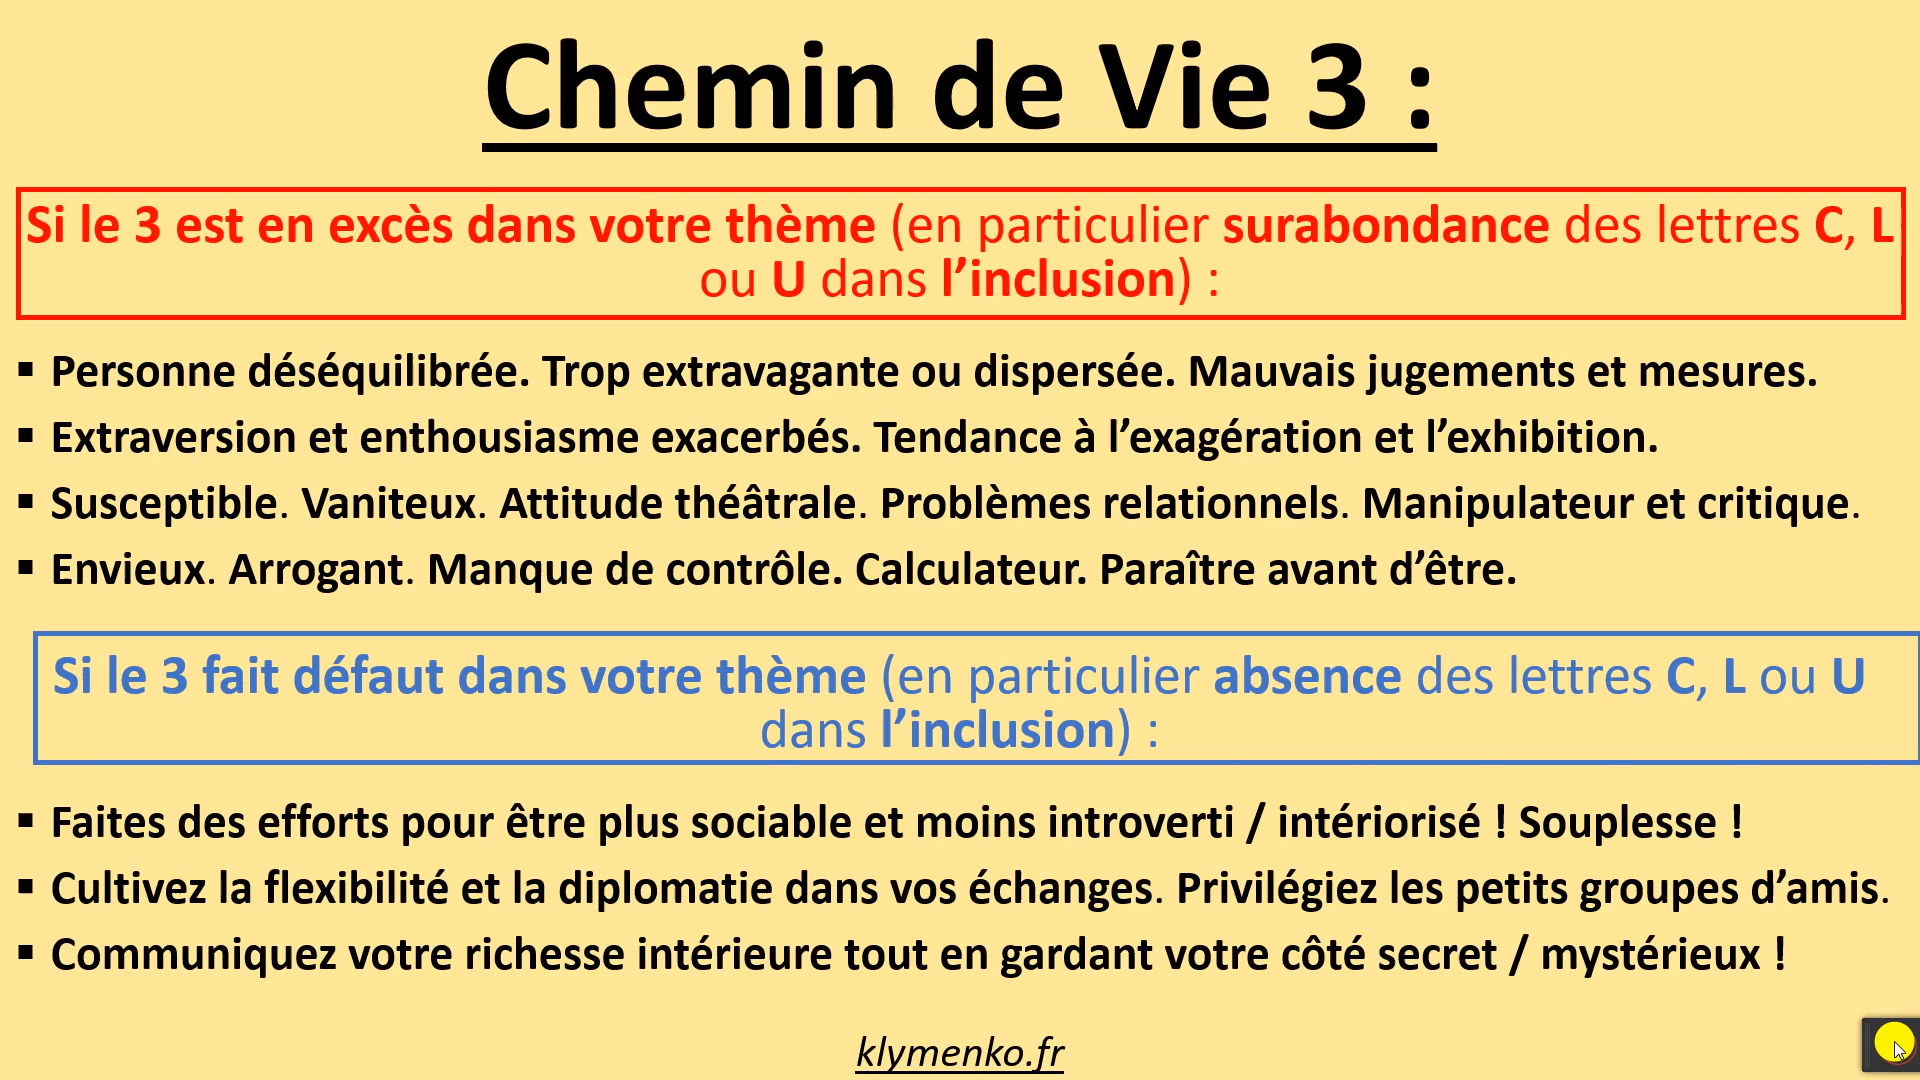 Chemin de Vie 3 :
Si le 3 est en excès dans votre thème (en particulier surabondance des lettres C, L
ou U dans l’inclusion) :
▪ Personne déséquilibrée. Trop extravagante ou dispersée. Mauvais jugements et mesures.
▪ Extraversion et enthousiasme exacerbés. Tendance à l’exagération et l’exhibition.
▪ Susceptible. Vaniteux. Attitude théâtrale. Problèmes relationnels. Manipulateur et critique.
▪ Envieux. Arrogant. Manque de contrôle. Calculateur. Paraître avant d’être.
Si le 3 fait défaut dans votre thème (en particulier absence des lettres C, L ou U
dans l’inclusion) :
▪ Faites des efforts pour être plus sociable et moins introverti / intériorisé ! Souplesse !
▪ Cultivez la flexibilité et la diplomatie dans vos échanges. Privilégiez les petits groupes d’amis.
▪ Communiquez votre richesse intérieure tout en gardant votre côté secret / mystérieux !
klymenko.fr